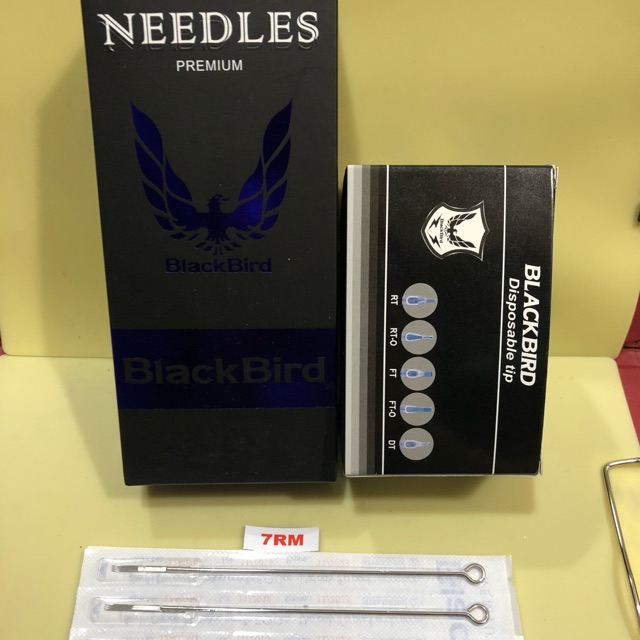 NEEDLES
PREMIUM
BlackBird
BlackBird
BLACKBIRD
Disposable tip
RT
RT-O
FT
FT-O
DT
7RM